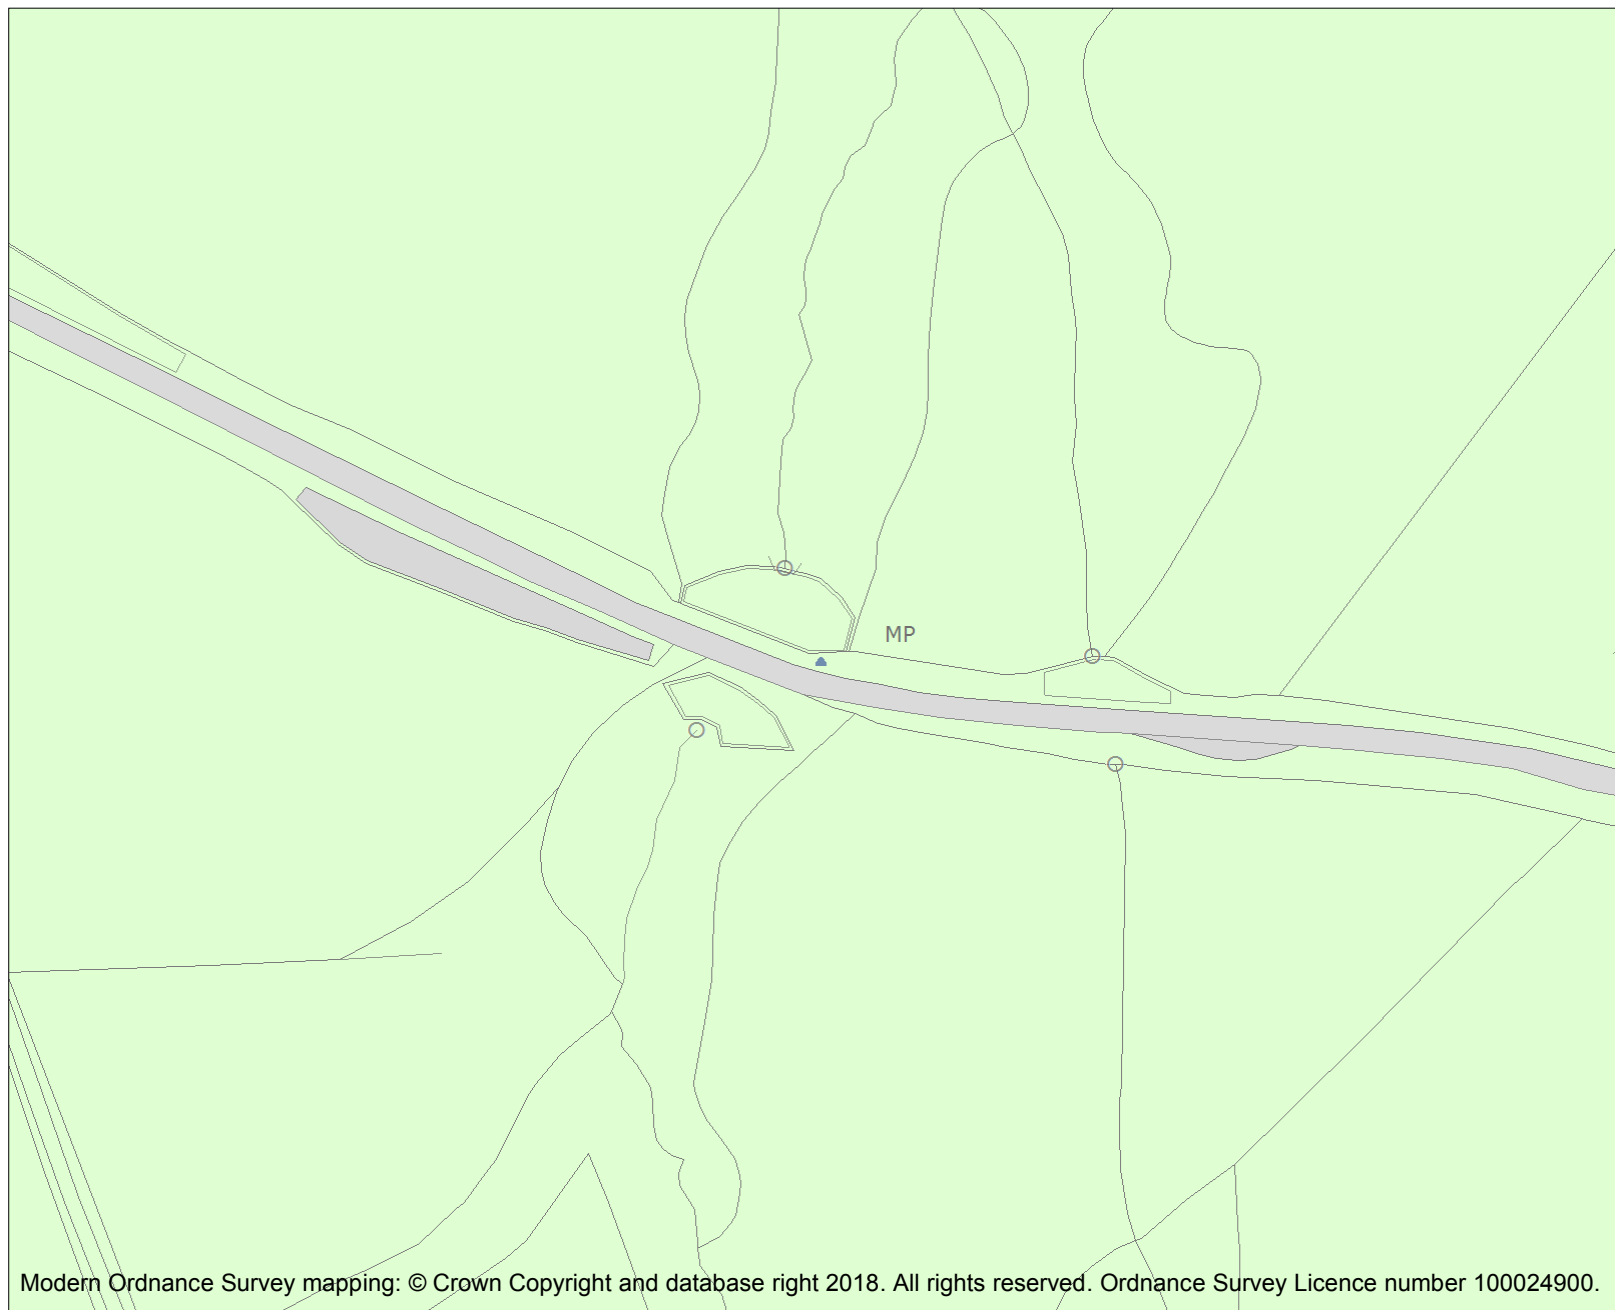 MP
Modern Ordnance Survey mapping: © Crown Copyright and database right 2018. All rights reserved. Ordnance Survey Licence number 100024900.